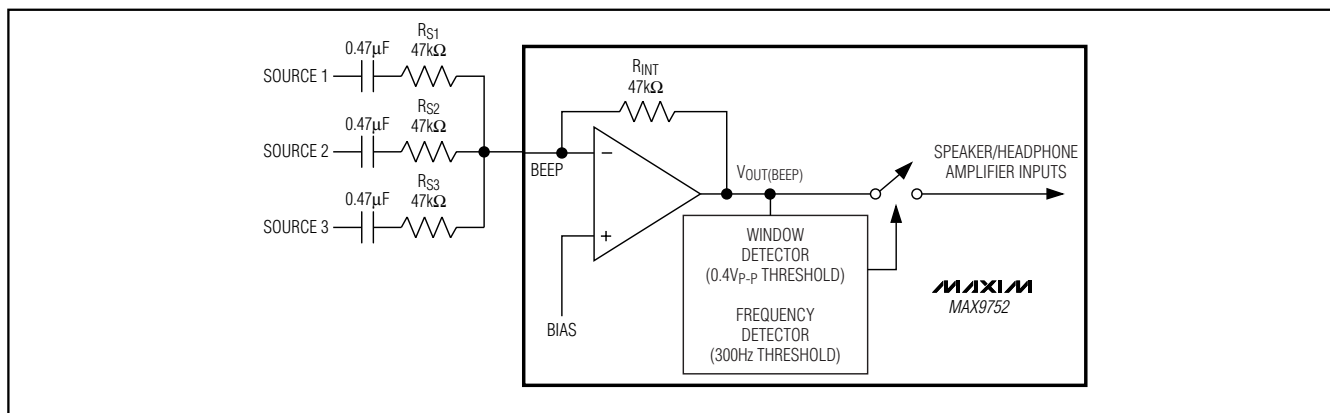 0.47µF
RS1
47kΩ
SOURCE 1
0.47µF
RS2
47kΩ
SOURCE 2
0.47µF
RS3
47kΩ
SOURCE 3
RINT
47kΩ
BEEP
−
+
BIAS
VOUT(BEEP)
SPEAKER/HEADPHONE
AMPLIFIER INPUTS
WINDOW
DETECTOR
(0.4VP-P THRESHOLD)
FREQUENCY
DETECTOR
(300Hz THRESHOLD)
MAXIM
MAX9752